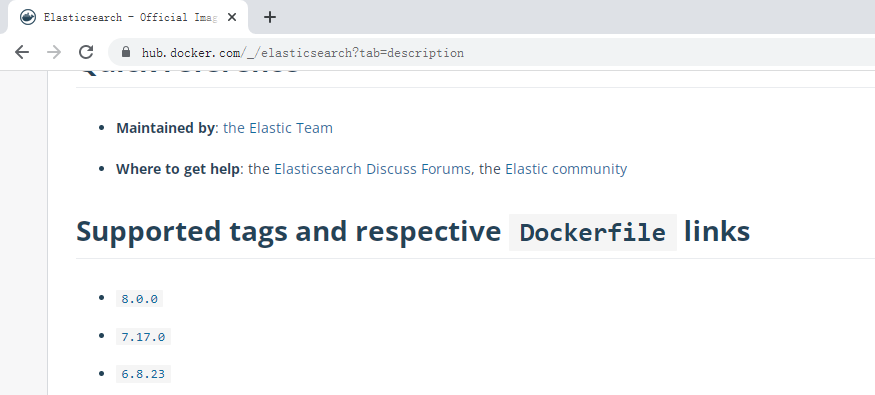 Elasticsearch - Official Imag
hub.docker.com/_/elasticsearch?tab=description
Quick reference
Maintained by: the Elastic Team
Where to get help: the Elasticsearch Discuss Forums, the Elastic community
Supported tags and respective Dockerfile links
8.0.0
7.17.0
6.8.23